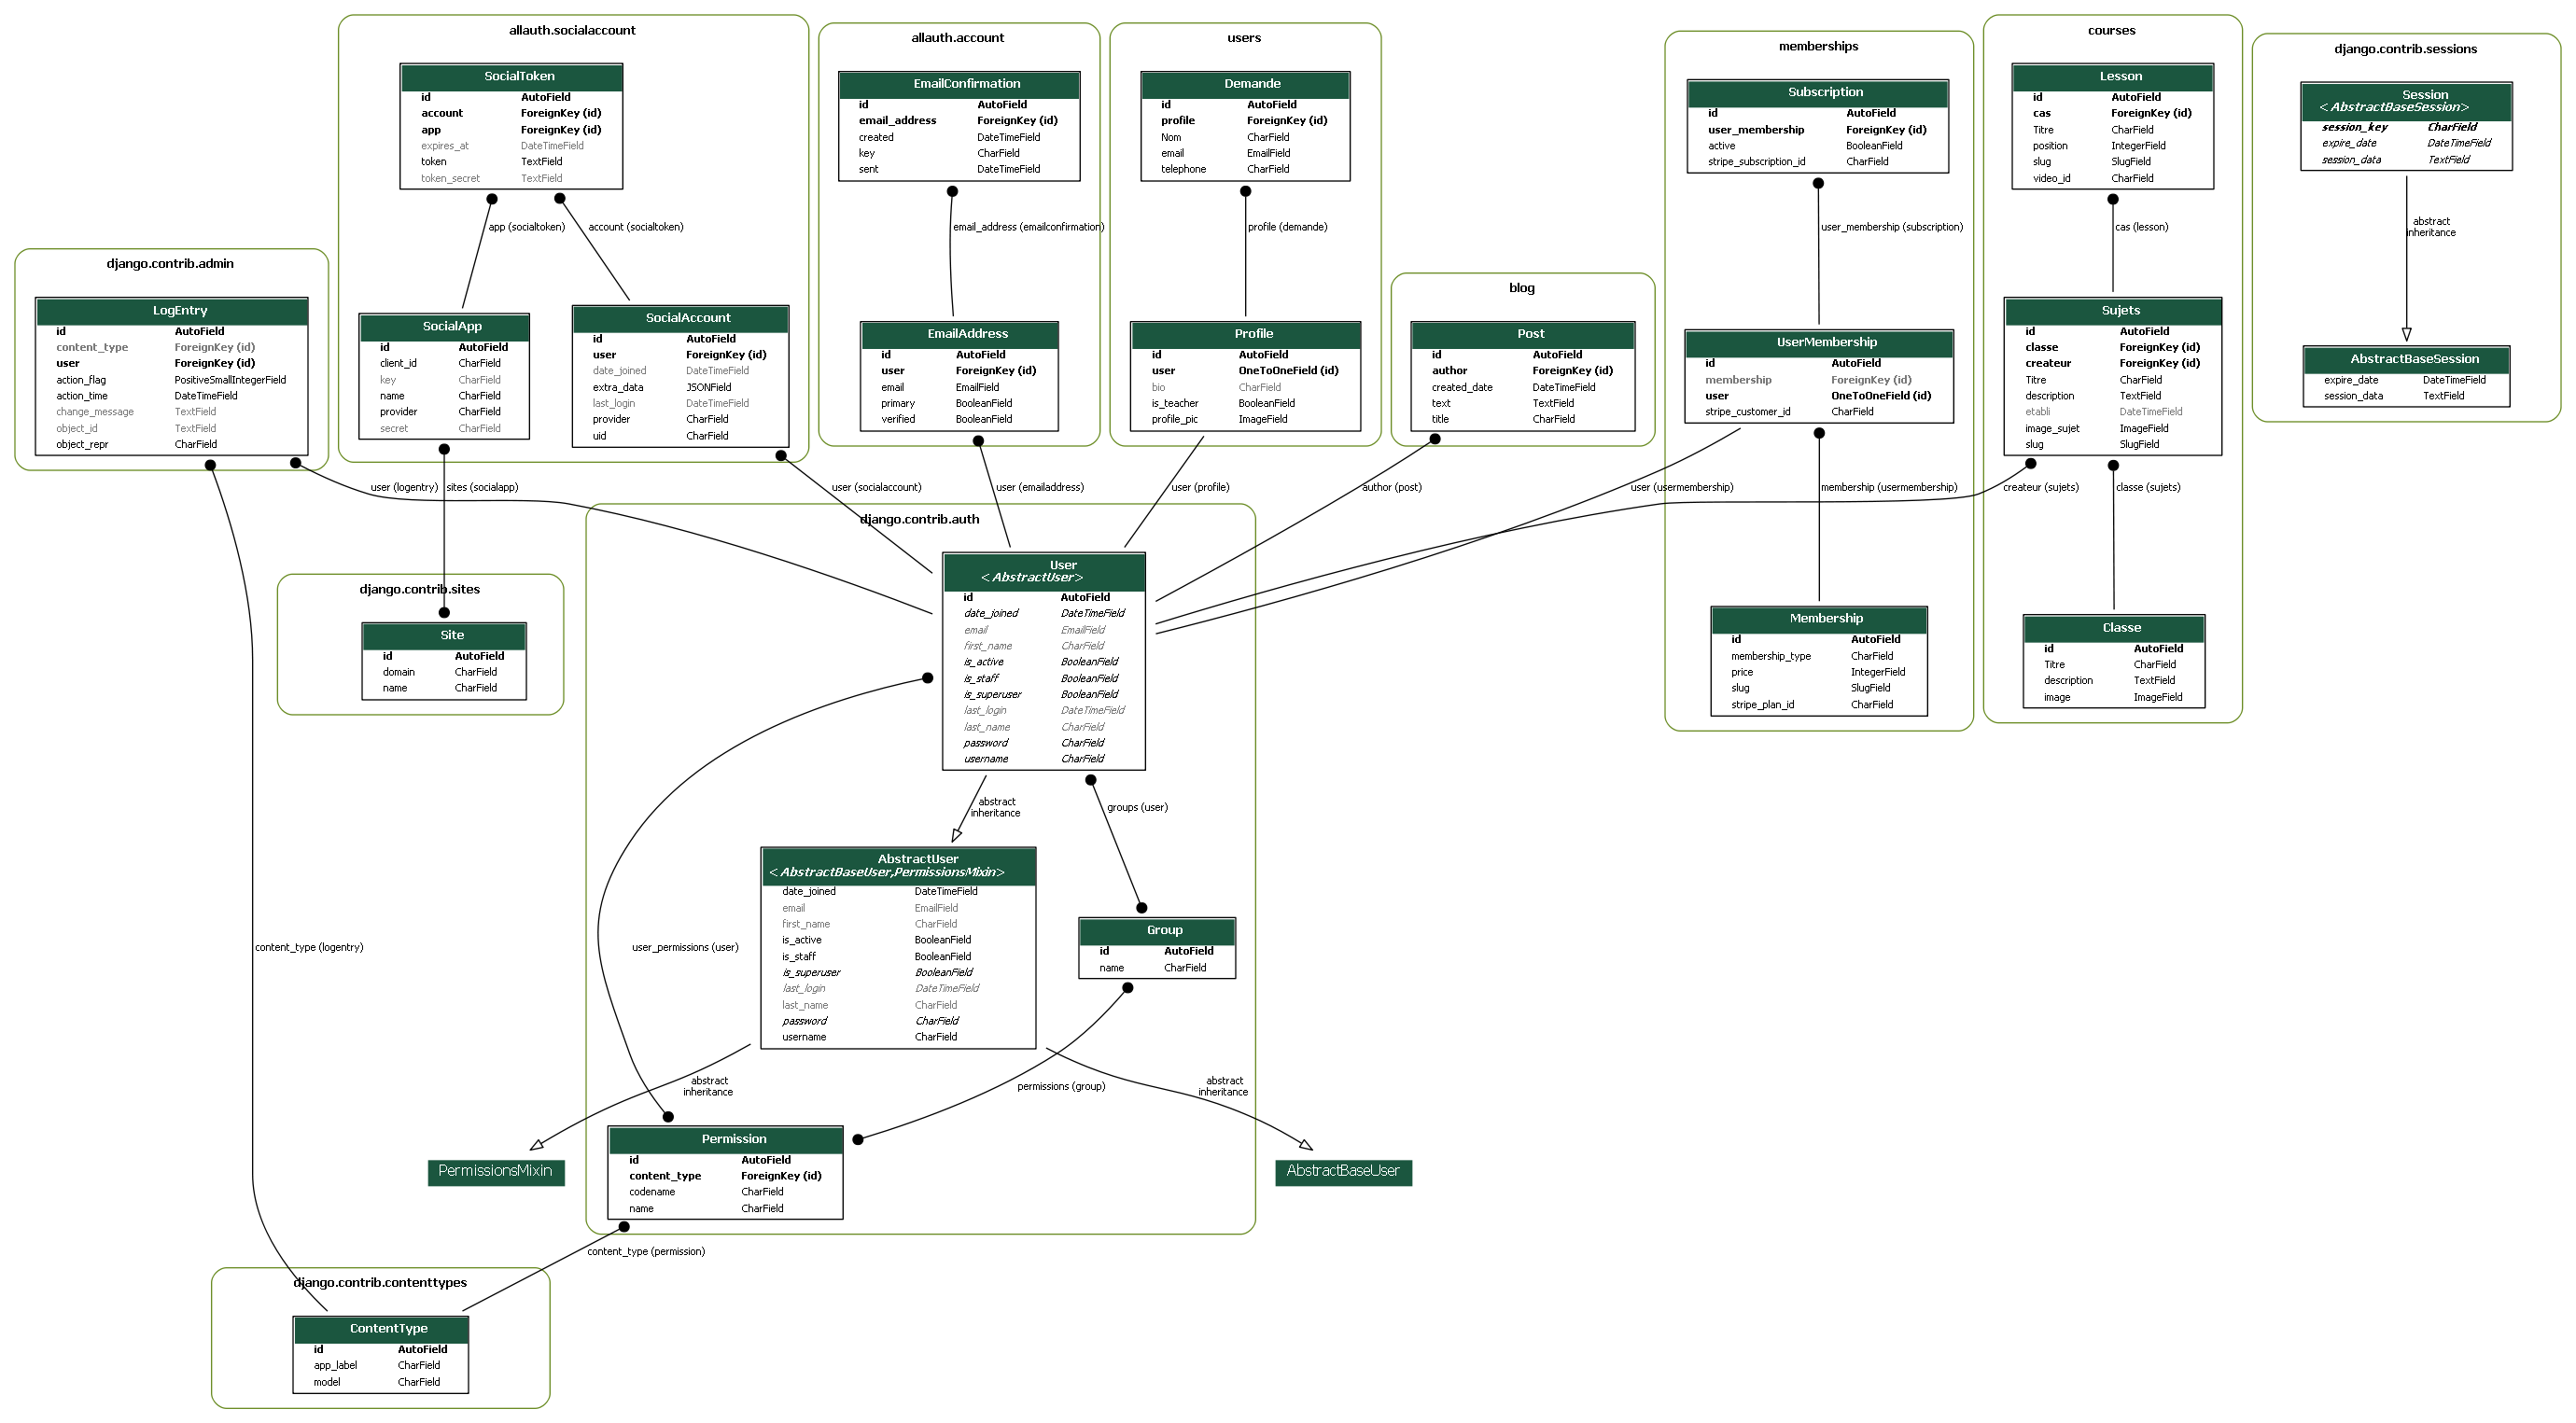 allauth.socialaccount
SocialToken
id AutoField
account ForeignKey (id)
app ForeignKey (id)
expires_at DateTimeField
token TextField
token_secret TextField
app (socialtoken)
account (socialtoken)
SocialApp
id AutoField
client_id CharField
key CharField
name CharField
provider CharField
secret CharField
SocialAccount
id AutoField
user ForeignKey (id)
date_joined DateTimeField
extra_data JSONField
last_login DateTimeField
provider CharField
uid CharField
allauth.account
EmailConfirmation
id AutoField
email_address ForeignKey (id)
created DateTimeField
key CharField
sent DateTimeField
email_address (emailconfirmation)
EmailAddress
id AutoField
user ForeignKey (id)
email EmailField
primary BooleanField
verified BooleanField
users
Demande
id AutoField
profile ForeignKey (id)
Nom CharField
email EmailField
telephone CharField
profile (demande)
Profile
id AutoField
user OneToOneField (id)
bio CharField
is_teacher BooleanField
profile_pic ImageField
blog
Post
id AutoField
author ForeignKey (id)
created_date DateTimeField
text TextField
title CharField
memberships
Subscription
id AutoField
user_membership ForeignKey (id)
active BooleanField
stripe_subscription_id CharField
user_membership (subscription)
UserMembership
id AutoField
membership ForeignKey (id)
user OneToOneField (id)
stripe_customer_id CharField
membership (usermembership)
Membership
id AutoField
membership_type CharField
price IntegerField
slug SlugField
stripe_plan_id CharField
courses
Lesson
id AutoField
cas ForeignKey (id)
Titre CharField
position IntegerField
slug SlugField
video_id CharField
cas (lesson)
Sujets
id AutoField
classe ForeignKey (id)
createur ForeignKey (id)
Titre CharField
description TextField
etabli DateTimeField
image_sujet ImageField
slug SlugField
createur (sujets)
classe (sujets)
Classe
id AutoField
Titre CharField
description TextField
image ImageField
django.contrib.sessions
Session
<AbstractBaseSession>
session_key CharField
expire_date DateTimeField
session_data TextField
abstract
inheritance
AbstractBaseSession
expire_date DateTimeField
session_data TextField
django.contrib.admin
LogEntry
id AutoField
content_type ForeignKey (id)
user ForeignKey (id)
action_flag PositiveSmallIntegerField
action_time DateTimeField
change_message TextField
object_id TextField
object_repr CharField
user (logentry)
sites (socialapp)
user (socialaccount)
user (emailaddress)
user (profile)
author (post)
user (usermembership)
django.contrib.sites
Site
id AutoField
domain CharField
name CharField
django.contrib.auth
User
<AbstractUser>
id AutoField
date_joined DateTimeField
email EmailField
first_name CharField
is_active BooleanField
is_staff BooleanField
is_superuser BooleanField
last_login DateTimeField
last_name CharField
password CharField
username CharField
abstract
inheritance
groups (user)
AbstractUser
<AbstractBaseUser,PermissionsMixin>
date_joined DateTimeField
email EmailField
first_name CharField
is_active BooleanField
is_staff BooleanField
is_superuser BooleanField
last_login DateTimeField
last_name CharField
password CharField
username CharField
Group
id AutoField
name CharField
content_type (logentry)
user_permissions (user)
abstract
inheritance
permissions (group)
abstract
inheritance
PermissionsMixin
Permission
id AutoField
content_type ForeignKey (id)
codename CharField
name CharField
AbstractBaseUser
content_type (permission)
django.contrib.contenttypes
ContentType
id AutoField
app_label CharField
model CharField